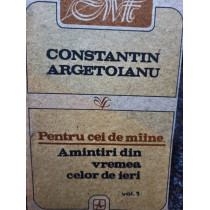 CONSTANTIN
ARGETOIANU
Pentru cei de mîine
Amintiri din
vremea
celor de ieri
vol. 1